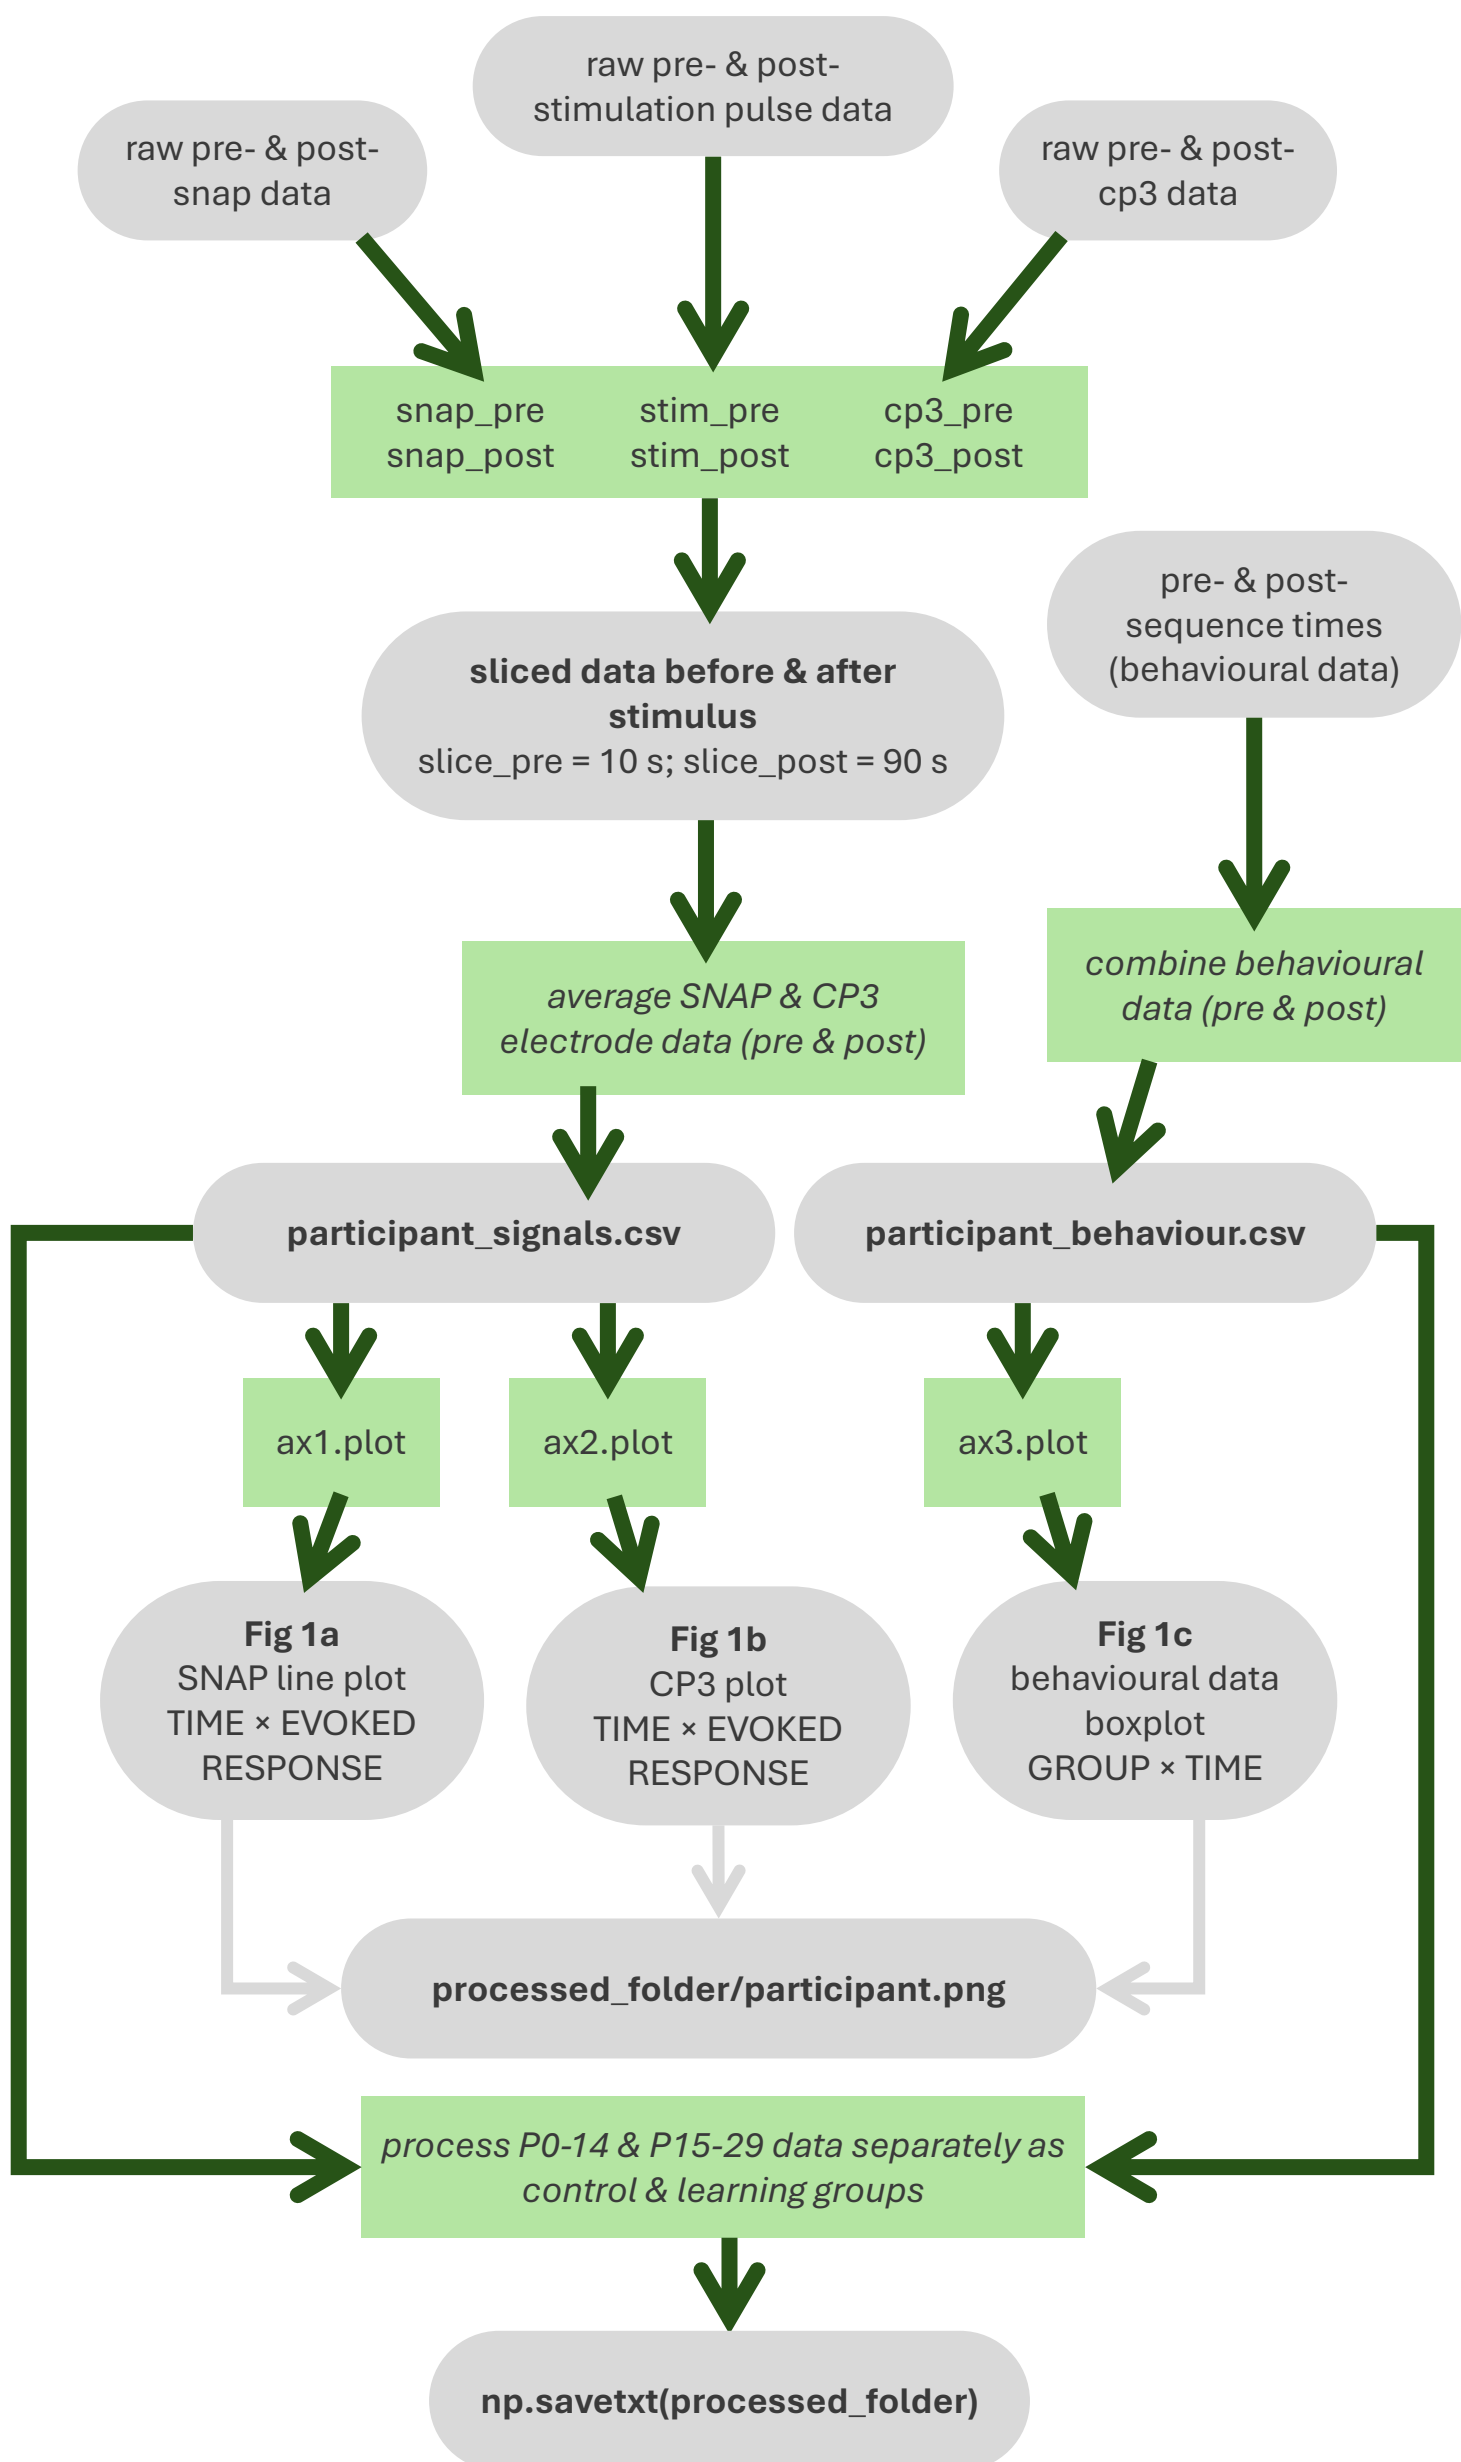 raw pre- & post-
stimulation pulse data
raw pre- & post-
snap data
raw pre- & post-
cp3 data
snap_pre
snap_post
stim_pre
stim_post
cp3_pre
cp3_post
pre- & post-
sequence times
(behavioural data)
sliced data before & after
stimulus
slice_pre = 10 s; slice_post = 90 s
combine behavioural
data (pre & post)
average SNAP & CP3
electrode data (pre & post)
participant_signals.csv
participant_behaviour.csv
ax1.plot
ax2.plot
ax3.plot
Fig 1a
SNAP line plot
TIME × EVOKED
RESPONSE
Fig 1b
CP3 plot
TIME × EVOKED
RESPONSE
Fig 1c
behavioural data
boxplot
GROUP × TIME
processed_folder/participant.png
process P0-14 & P15-29 data separately as
control & learning groups
np.savetxt(processed_folder)